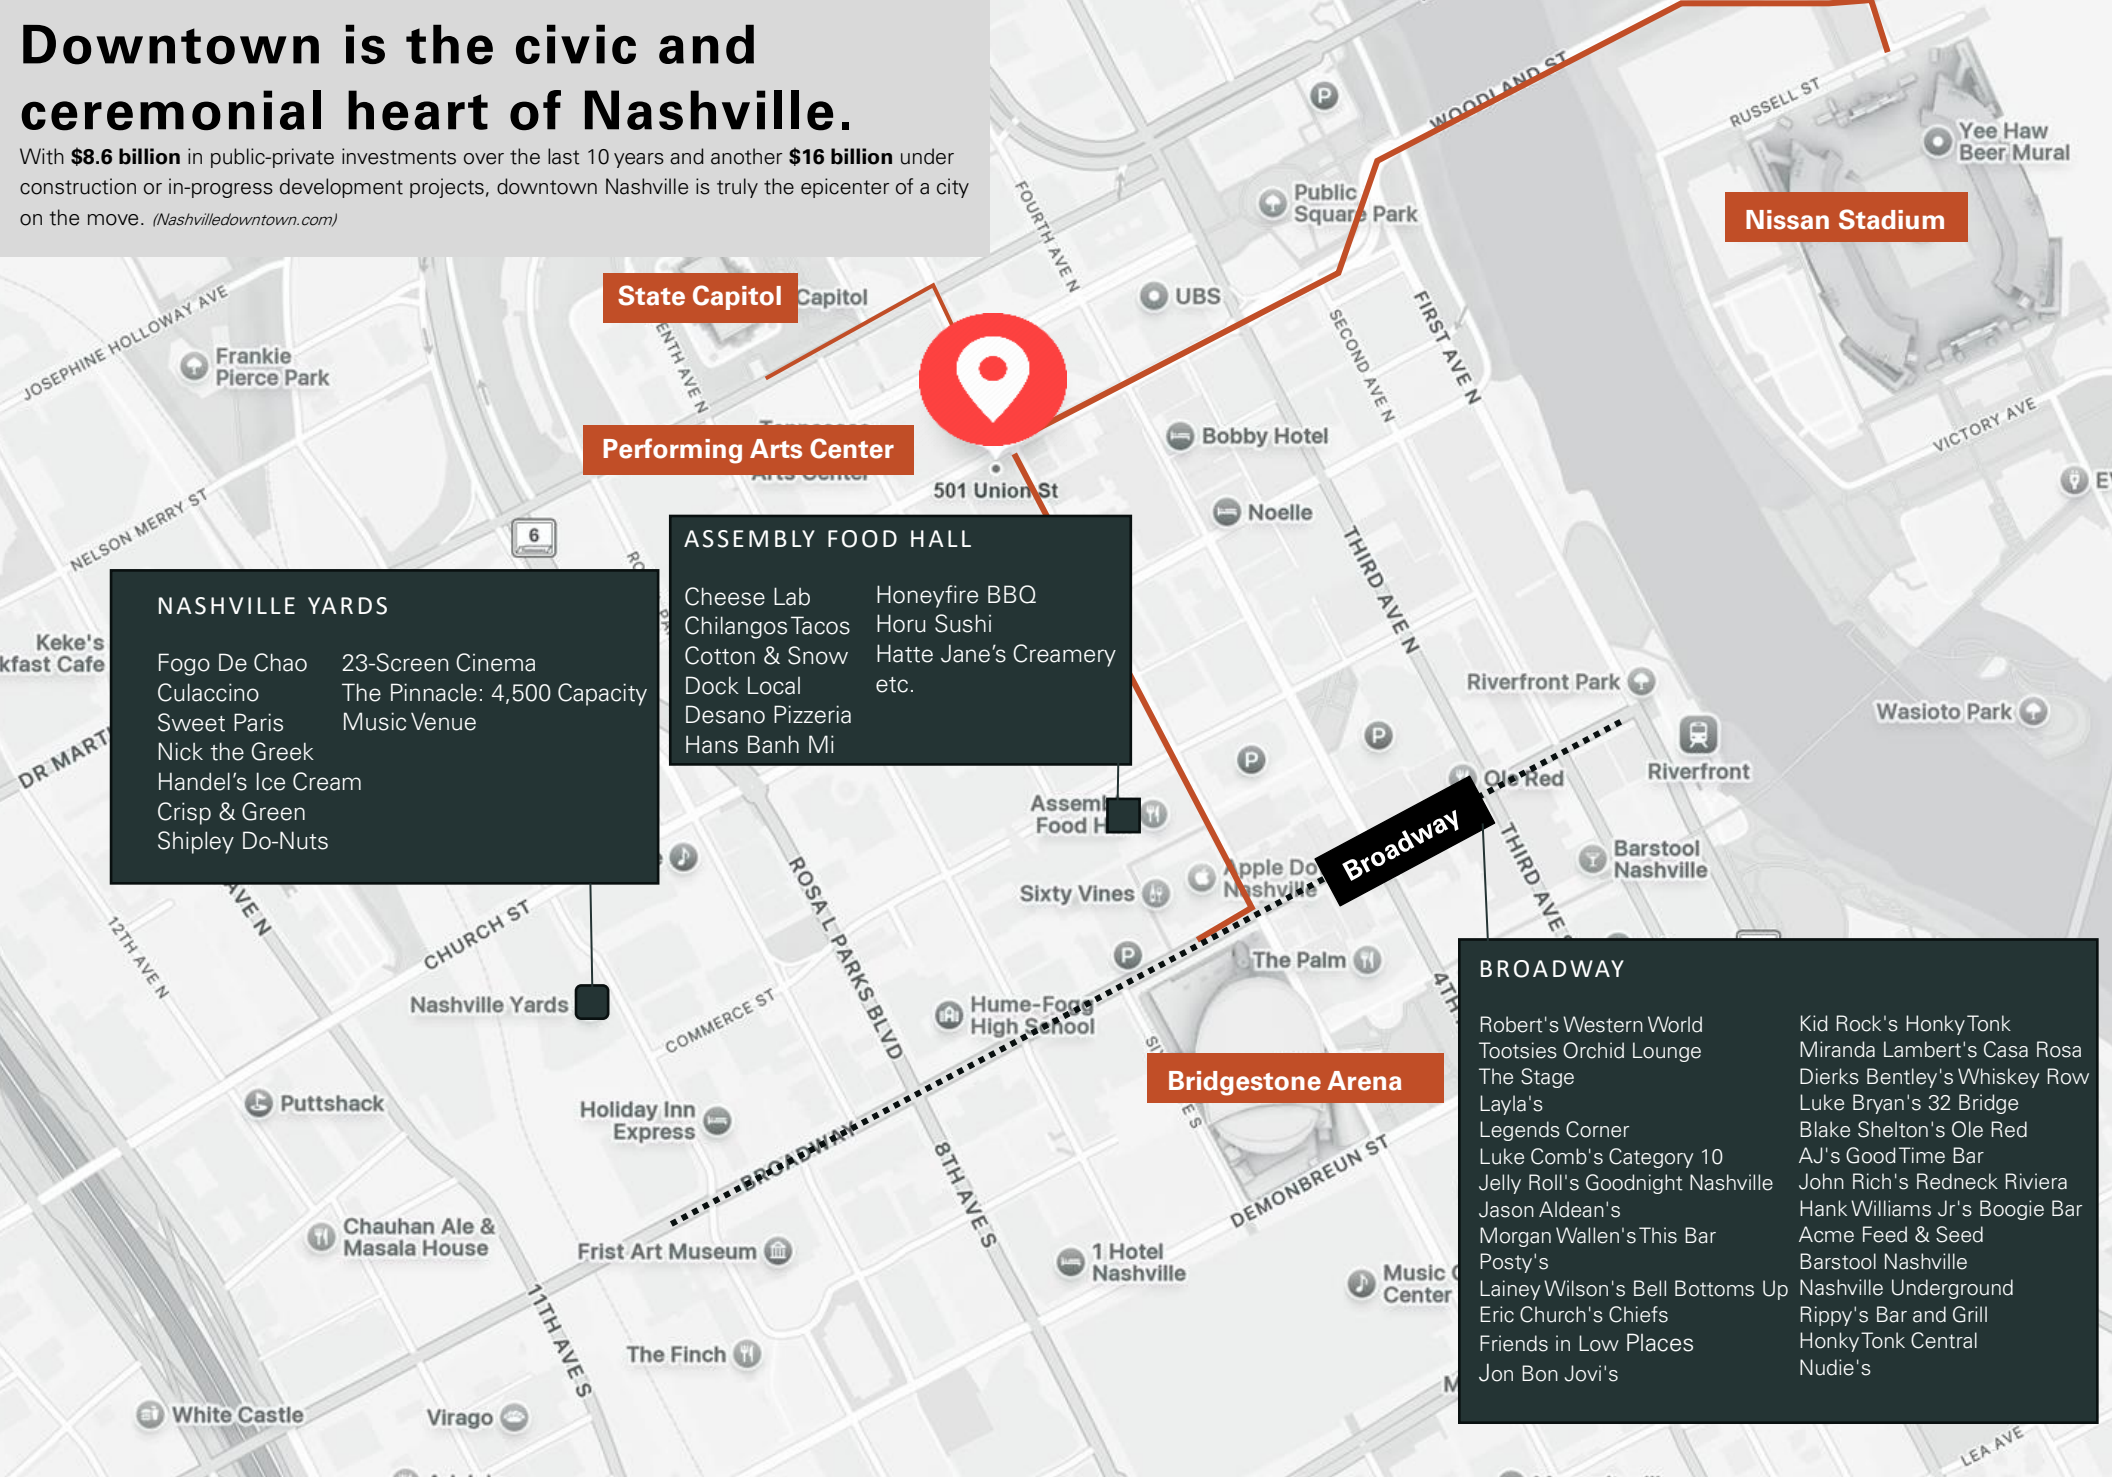 Downtown is the civic and
ceremonial heart of Nashville.
With $8.6 billion in public-private investments over the last 10 years and another $16 billion under
construction or in-progress development projects, downtown Nashville is truly the epicenter of a city
on the move. (Nashvilledowntown.com)
WOODLAND ST
RUSSELL ST
Yee Haw
Beer Mural
Nissan Stadium
Public
Square Park
FOURTH AVE N
State Capitol
Capitol
UBS
SECOND AVE N
FIRST AVE N
JOSEPHINE HOLLOWAY AVE
Frankie
Pierce Park
AVE N
VICTORY AVE
Performing Arts Center
Bobby Hotel
501 Union St
Noelle
NELSON MERRY ST
6
THIRD AVE N
ASSEMBLY FOOD HALL
Cheese Lab
Chilangos Tacos
Cotton & Snow
Dock Local
Desano Pizzeria
Hans Banh Mi
Honeyfire BBQ
Horu Sushi
Hatte Jane's Creamery
etc.
NASHVILLE YARDS
Fogo De Chao
Culaccino
Sweet Paris
Nick the Greek
Handel's Ice Cream
Crisp & Green
Shipley Do-Nuts
23-Screen Cinema
The Pinnacle: 4,500 Capacity
Music Venue
Keke's
Cafe
DR
Riverfront Park
Wasioto Park
P
P
P
P
Riverfront
Ole Red
Broadway
Barstool
Nashville
THIRD AVE S
Food
Apple
Nashville
Sixty Vines
The Palm
ROSA L PARKS BLVD
CHURCH ST
AVE N
12TH AVE N
Nashville Yards
COMMERCE ST
Hume-Fogg
High School
4TH
Bridgestone Arena
BROADWAY
Robert's Western World
Tootsies Orchid Lounge
The Stage
Layla's
Legends Corner
Luke Comb's Category 10
Jelly Roll's Goodnight Nashville
Jason Aldean's
Morgan Wallen's This Bar
Posty's
Lainey Wilson's Bell Bottoms Up
Eric Church's Chiefs
Friends in Low Places
Jon Bon Jovi's
Kid Rock's Honky Tonk
Miranda Lambert's Casa Rosa
Dierks Bentley's Whiskey Row
Luke Bryan's 32 Bridge
Blake Shelton's Ole Red
AJ's Good Time Bar
John Rich's Redneck Riviera
Hank Williams Jr's Boogie Bar
Acme Feed & Seed
Barstool Nashville
Nashville Underground
Rippy's Bar and Grill
Honky Tonk Central
Nudie's
Puttshack
Holiday Inn
Express
BROADWAY
8TH AVE S
DEMONBREUN ST
Chauhan Ale &
Masala House
Frist Art Museum
1 Hotel
Nashville
Music
Center
11TH AVE S
The Finch
White Castle
Virago
LEA AVE